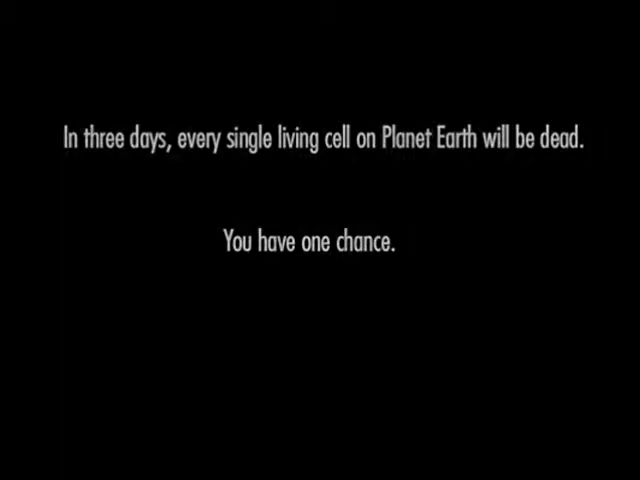 In three days, every single living cell on Planet Earth will be dead.
You have one chance.